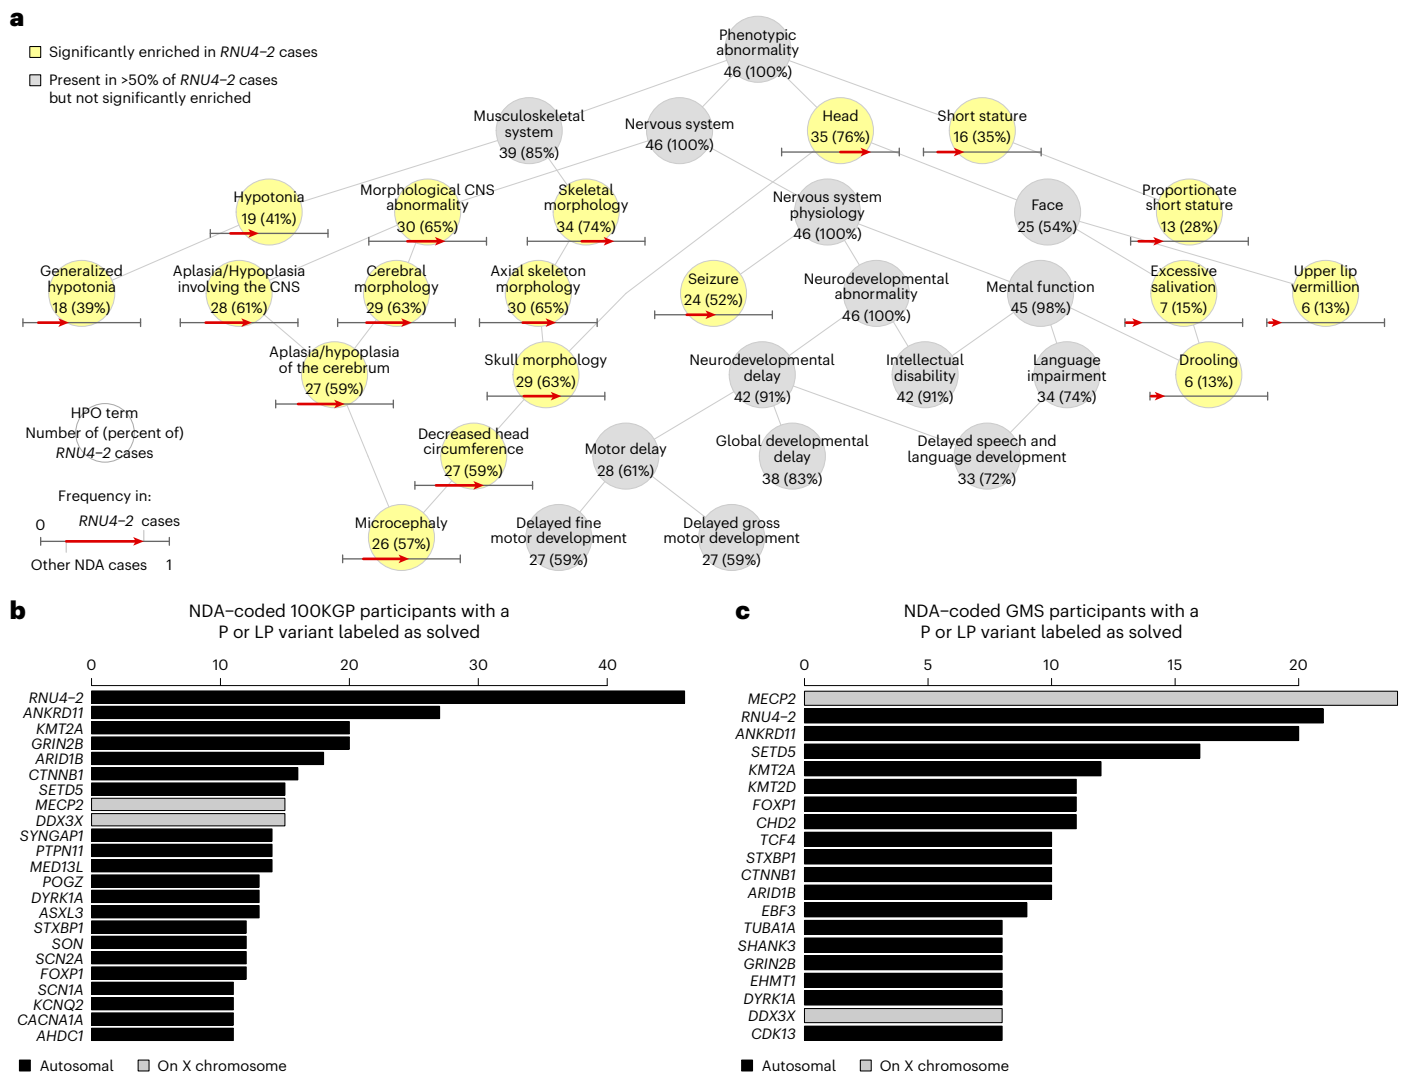 a
Significantly enriched in RNU4–2 cases
Present in >50% of RNU4–2 cases
but not significantly enriched
Phenotypic
abnormality
46 (100%)
Musculoskeletal
system
39 (85%)
Nervous system
46 (100%)
Head
35 (76%)
Short stature
16 (35%)
Hypotonia
19 (41%)
Morphological CNS
abnormality
30 (65%)
Skeletal
morphology
34 (74%)
Nervous system
physiology
46 (100%)
Face
25 (54%)
Proportionate
short stature
13 (28%)
Generalized
hypotonia
18 (39%)
Aplasia/Hypoplasia
involving the CNS
28 (61%)
Cerebral
morphology
29 (63%)
Axial skeleton
morphology
30 (65%)
Seizure
24 (52%)
Neurodevelopmental
abnormality
46 (100%)
Mental function
45 (98%)
Excessive
salivation
7 (15%)
Upper lip
vermillion
6 (13%)
Aplasia/hypoplasia
of the cerebrum
27 (59%)
Skull morphology
29 (63%)
Neurodevelopmental
delay
42 (91%)
Intellectual
disability
42 (91%)
Language
impairment
34 (74%)
Drooling
6 (13%)
HPO term
Number of (percent of)
RNU4–2 cases
Decreased head
circumference
27 (59%)
Motor delay
28 (61%)
Global developmental
delay
38 (83%)
Delayed speech and
language development
33 (72%)
Frequency in:
0
RNU4–2 cases
Other NDA cases 1
Microcephaly
26 (57%)
Delayed fine
motor development
27 (59%)
Delayed gross
motor development
27 (59%)
b
NDA–coded 100KGP participants with a
P or LP variant labeled as solved
0 10 20 30 40
RNU4–2
ANKRD11
KMT2A
GRIN2B
ARID1B
CTNNB1
SETD5
MECP2
DDX3X
SYNGAP1
PTPN11
MED13L
POGZ
DYRK1A
ASXL3
STXBP1
SON
SCN2A
FOXP1
SCN1A
KCNQ2
CACNA1A
AHDC1
Autosomal On X chromosome
c
NDA–coded GMS participants with a
P or LP variant labeled as solved
0 5 10 15 20
MECP2
RNU4–2
ANKRD11
SETD5
KMT2A
KMT2D
FOXP1
CHD2
TCF4
STXBP1
CTNNB1
ARID1B
EBF3
TUBA1A
SHANK3
GRIN2B
EHMT1
DYRK1A
DDX3X
CDK13
Autosomal On X chromosome